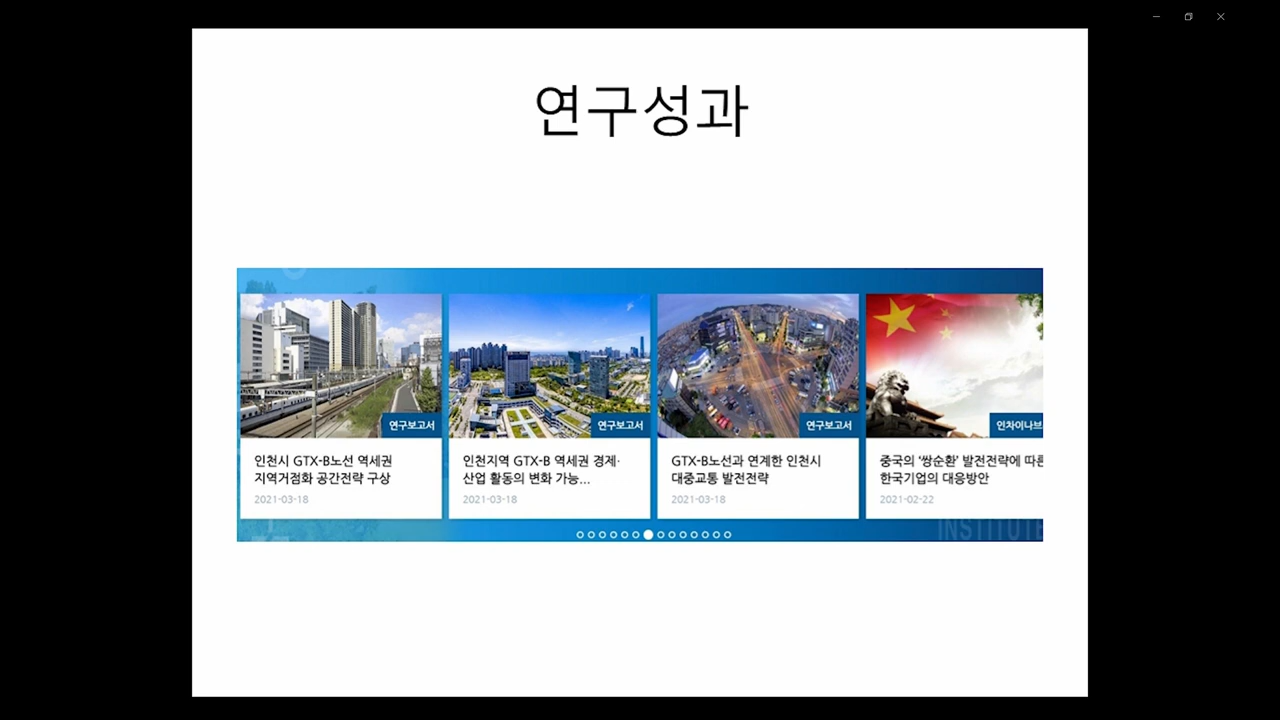 연구성과
연구보고서
인천시 GTX-B노선 역세권
지역거점화 공간전략 구상
2021-03-18
연구보고서
인천지역 GTX-B 역세권 경제·
산업 활동의 변화 가능...
2021-03-18
연구보고서
GTX-B노선과 연계한 인천시
대중교통 발전전략
2021-03-18
인차이나브
중국의 '쌍순환' 발전전략에 따른
한국기업의 대응방안
2021-02-22
INSTITUTE